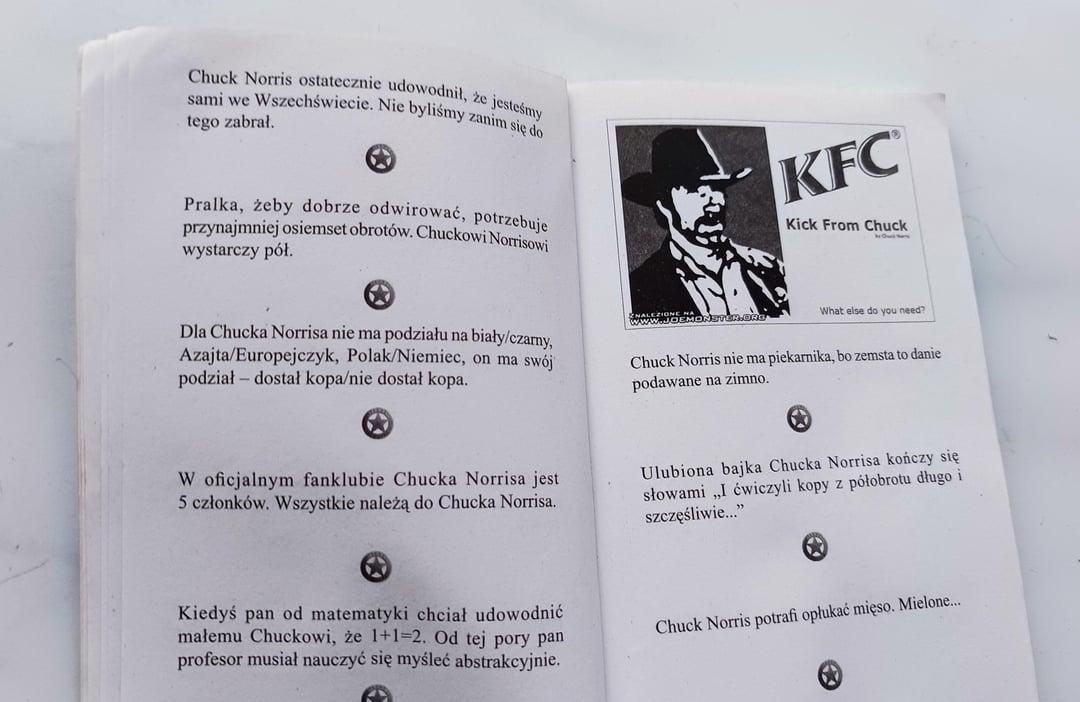 Chuck Norris ostatecznie udowodnił, że jesteśmy
sami we Wszechświecie. Nie byliśmy zanim się do
tego zabrał.
Pralka, żeby dobrze odwirować, potrzebuje
przynajmniej osiemset obrotów. Chuckowi Norrisowi
wystarczy pół.
Dla Chucka Norrisa nie ma podziału na biały/czarny,
Azajta/Europejczyk, Polak/Niemiec, on ma swój
podział – dostał kopa/nie dostał kopa.
W oficjalnym fanklubie Chucka Norrisa jest
5 członków. Wszystkie należą do Chucka Norrisa.
Kiedyś pan od matematyki chciał udowodnić
małemu Chuckowi, że 1+1=2. Od tej pory pan
profesor musiał nauczyć się myśleć abstrakcyjnie.
KFC®
Kick From Chuck
by Chuck Norris
What else do you need?
ZNALEZIONE NA
WWW.JOEMONSTER.ORG
Chuck Norris nie ma piekarnika, bo zemsta to danie
podawane na zimno.
Ulubiona bajka Chucka Norrisa kończy się
słowami „I ćwiczyli kopy z półobrotu długo i
szczęśliwie...”
Chuck Norris potrafi opłukać mięso. Mielone...